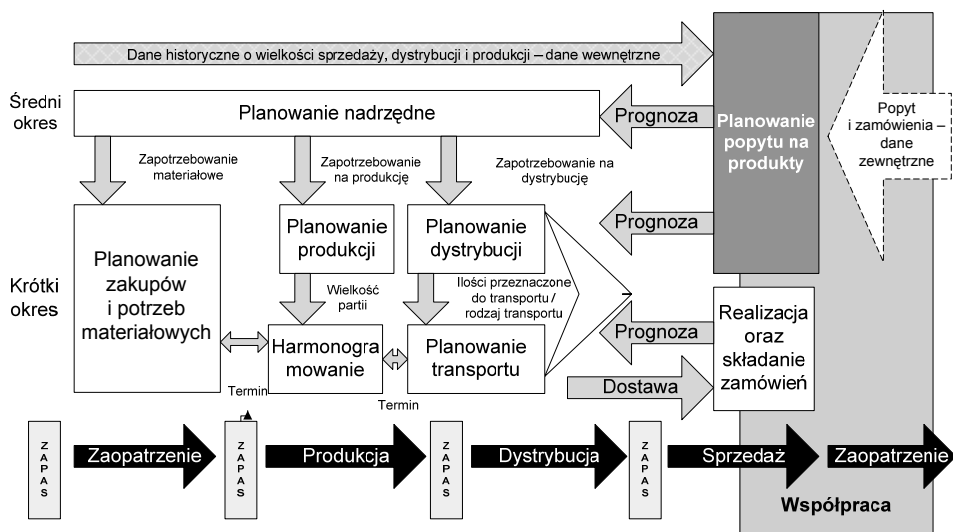 Dane historyczne o wielkości sprzedaży, dystrybucji i produkcji – dane wewnętrzne
Średni
okres
Planowanie nadrzędne
Prognoza
Planowanie
popytu na
produkty
Popyt
i zamówienia –
dane
zewnętrzne
Zapotrzebowanie
materiałowe
Zapotrzebowanie
na produkcję
Zapotrzebowanie na
dystrybucję
Krótki
okres
Planowanie
zakupów
i potrzeb
materiałowych
Planowanie
produkcji
Planowanie
dystrybucji
Prognoza
Wielkość
partii
Ilości przeznaczone
do transportu /
rodzaj transportu
Harmonogra
mowanie
Planowanie
transportu
Prognoza
Realizacja
oraz
składanie
zamówień
Dostawa
Termin
Termin
ZAPAS
Zaopatrzenie
ZAPAS
Produkcja
ZAPAS
Dystrybucja
ZAPAS
Sprzedaż
Zaopatrzenie
Współpraca